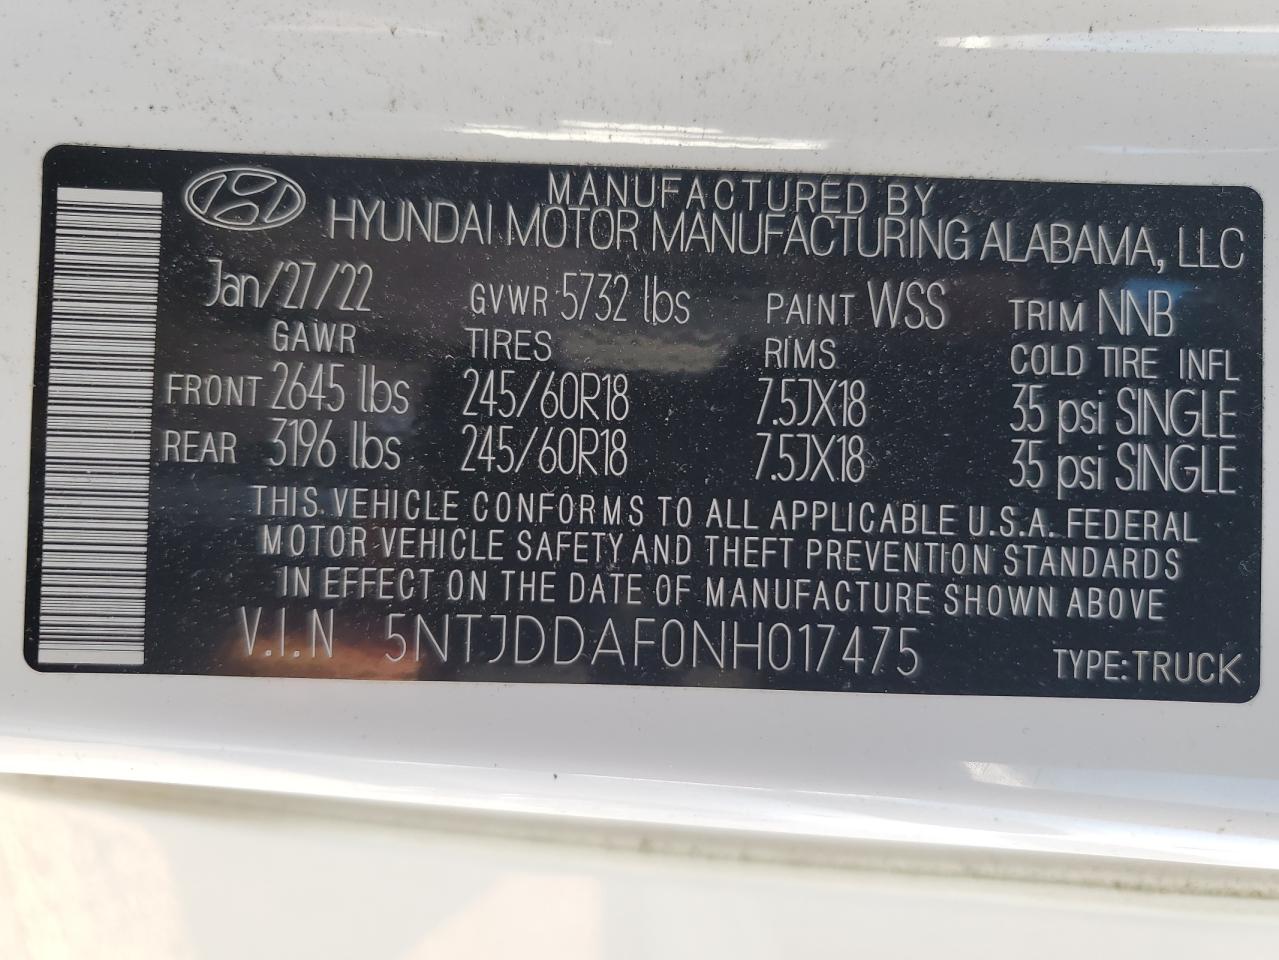 MANUFACTURED BY
HYUNDAI MOTOR MANUFACTURING ALABAMA, LLC
Jan/27/22 GVWR 5732 lbs PAINT WSS TRIM NNB
GAWR TIRES RIMS COLD TIRE INFL
FRONT 2645 lbs 245/60R18 7.5JX18 35 psi SINGLE
REAR 3196 lbs 245/60R18 7.5JX18 35 psi SINGLE
THIS VEHICLE CONFORMS TO ALL APPLICABLE U.S.A. FEDERAL
MOTOR VEHICLE SAFETY AND THEFT PREVENTION STANDARDS
IN EFFECT ON THE DATE OF MANUFACTURE SHOWN ABOVE
V.I.N 5NTJDDAF0NH017475 TYPE:TRUCK